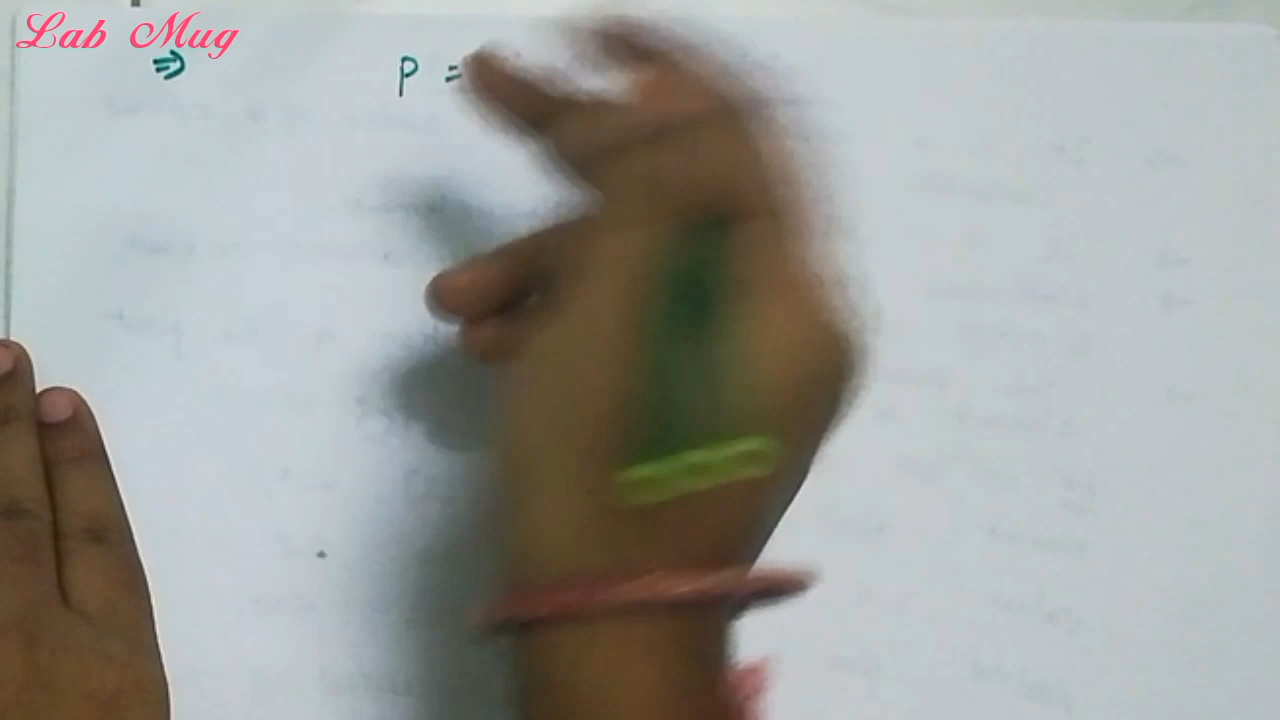 Lab Mug
⇒ P =